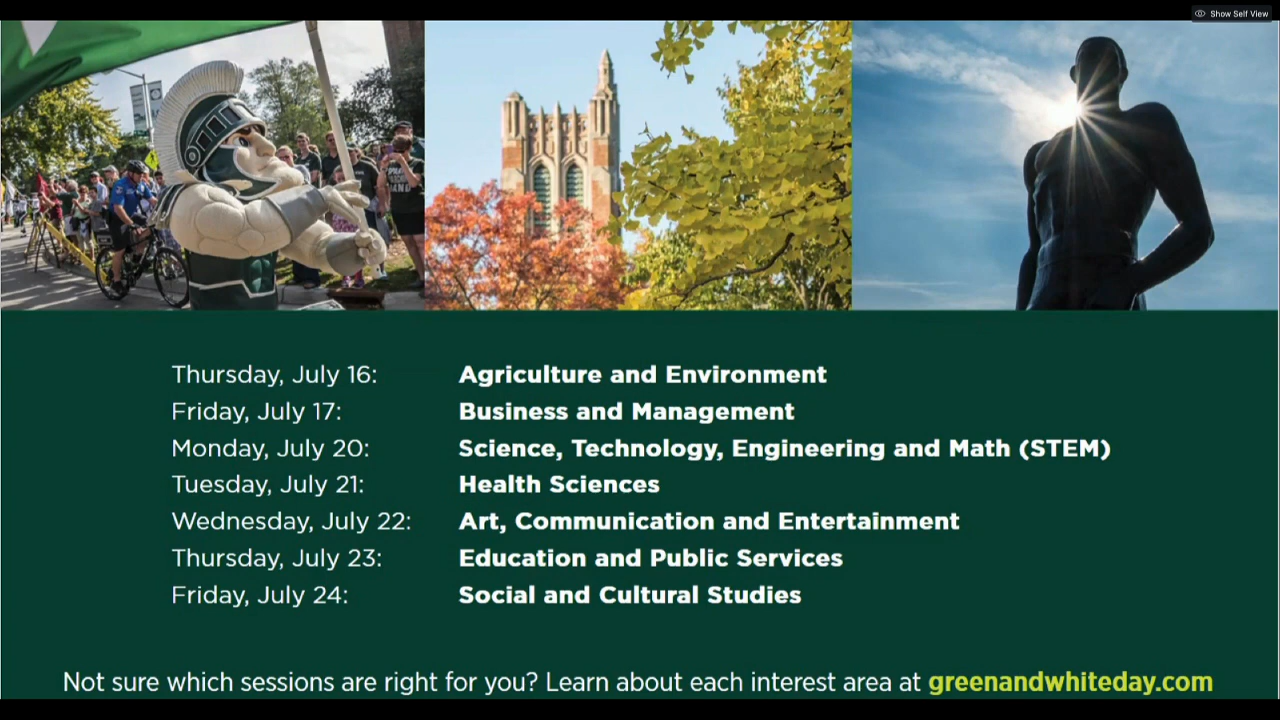 Show Self View
Thursday, July 16: Agriculture and Environment
Friday, July 17: Business and Management
Monday, July 20: Science, Technology, Engineering and Math (STEM)
Tuesday, July 21: Health Sciences
Wednesday, July 22: Art, Communication and Entertainment
Thursday, July 23: Education and Public Services
Friday, July 24: Social and Cultural Studies
Not sure which sessions are right for you? Learn about each interest area at greenandwhiteday.com